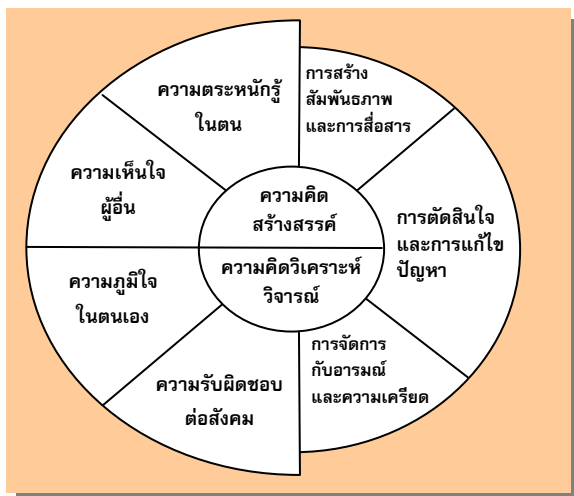 ความตระหนักรู้
ในตน
การสร้าง
สัมพันธภาพ
และการสื่อสาร
ความเห็นใจ
ผู้อื่น
ความคิด
สร้างสรรค์
การตัดสินใจ
และการแก้ไข
ปัญหา
ความคิดวิเคราะห์
วิจารณ์
ความภูมิใจ
ในตนเอง
การจัดการ
กับอารมณ์
และความเครียด
ความรับผิดชอบ
ต่อสังคม